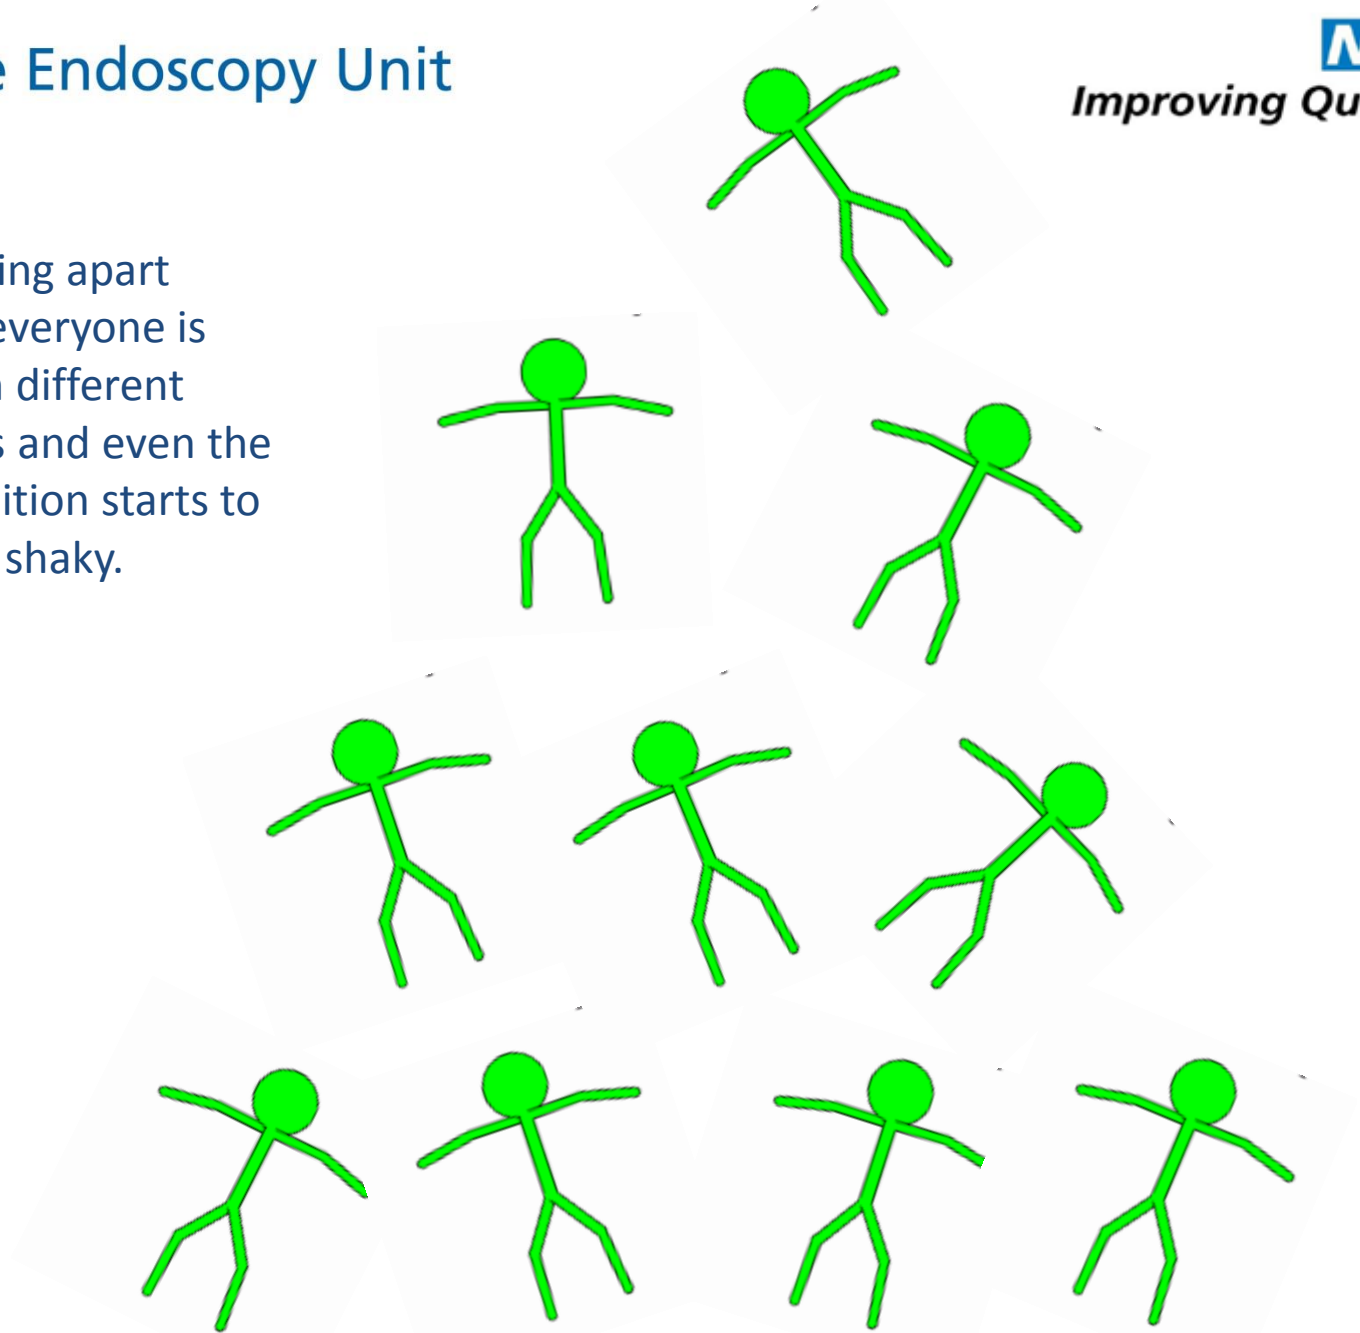 e Endoscopy Unit
N
Improving Qu
ing apart
everyone is
different
s and even the
ition starts to
shaky.